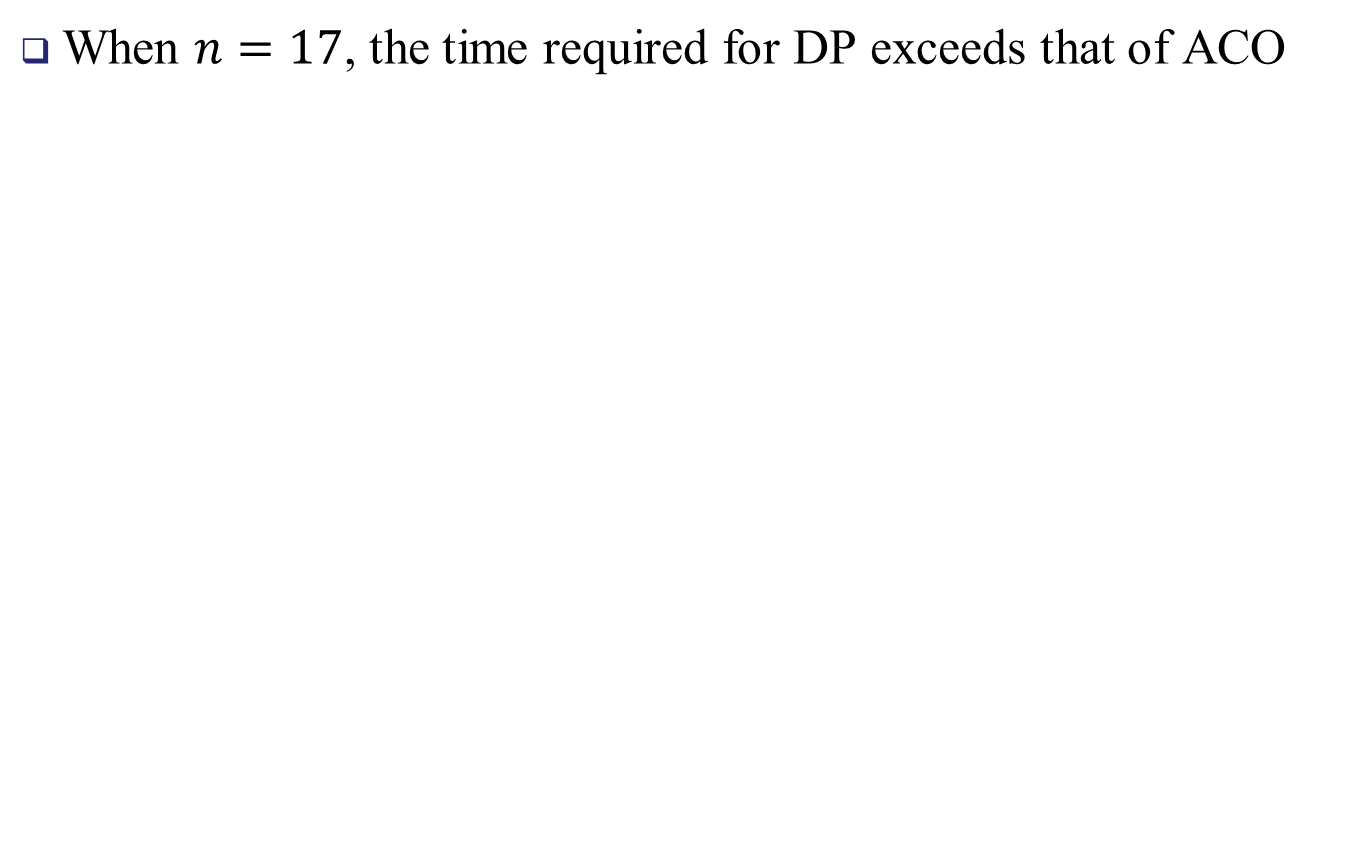 ❑ When 𝑛 = 17, the time required for DP exceeds that of ACO